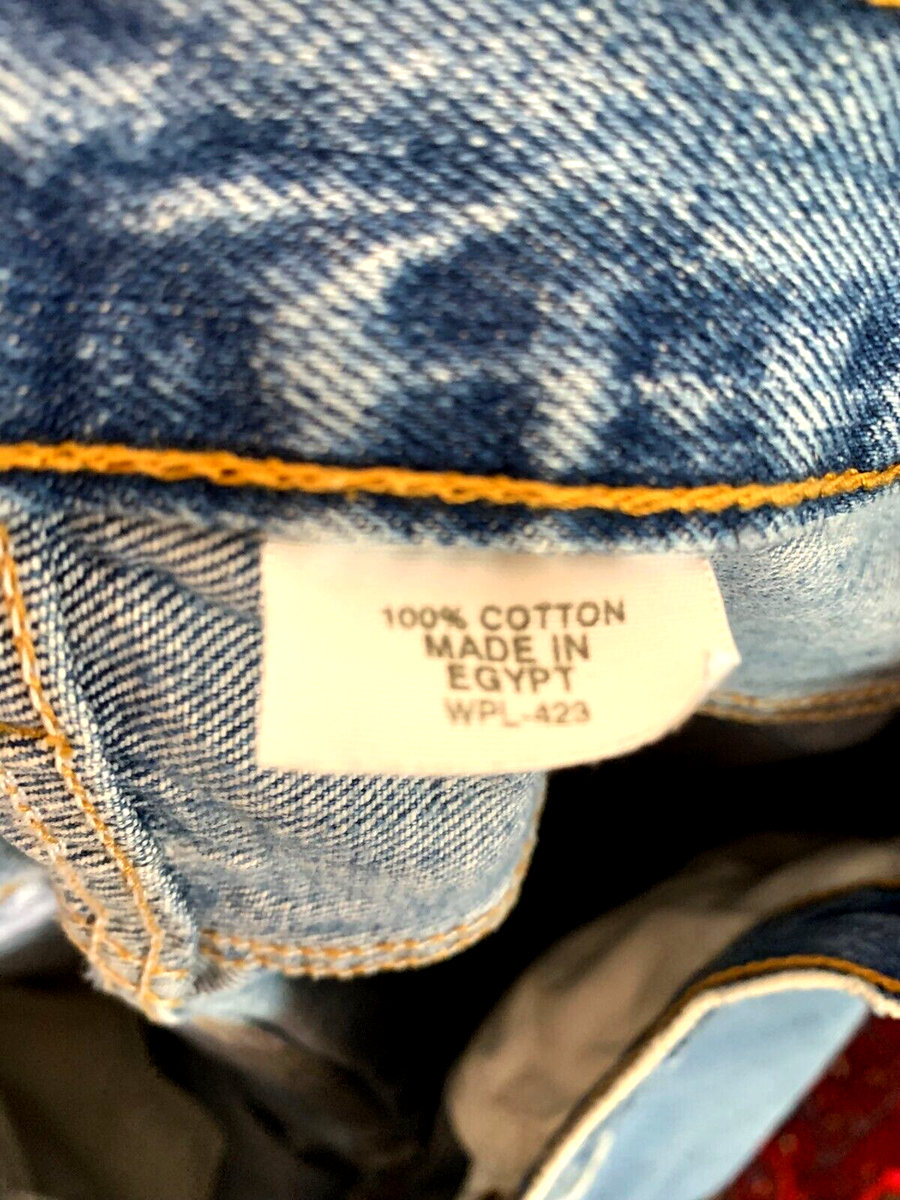 100% COTTON
MADE IN
EGYPT
WPL-423